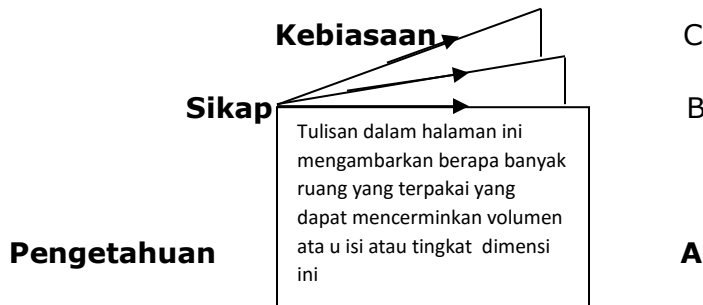 Kebiasaan C
Sikap B
Tulisan dalam halaman ini
mengambarkan berapa banyak
ruang yang terpakai yang
dapat mencerminkan volumen
ata u isi atau tingkat dimensi
ini
Pengetahuan A